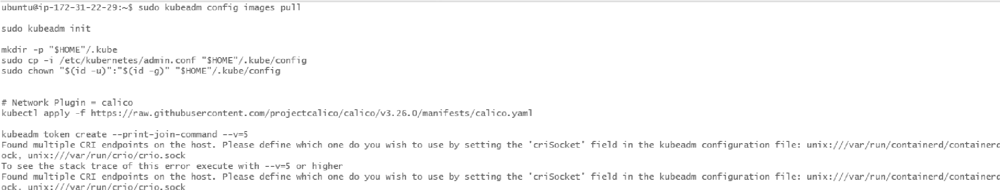 ubuntu@ip-172-31-22-29:~$ sudo kubeadm config images pull
sudo kubeadm init
mkdir -p "$HOME"/.kube
sudo cp -i /etc/kubernetes/admin.conf "$HOME"/.kube/config
sudo chown "$(id -u)":"$(id -g)" "$HOME"/.kube/config
# Network Plugin = calico
kubectl apply -f https://raw.githubusercontent.com/projectcalico/calico/v3.26.0/manifests/calico.yaml
kubeadm token create --print-join-command --v=5
Found multiple CRI endpoints on the host. Please define which one do you wish to use by setting the 'criSocket' field in the kubeadm configuration file: unix:///var/run/containerd/containerd
ock, unix:///var/run/crio/crio.sock
To see the stack trace of this error execute with --v=5 or higher
Found multiple CRI endpoints on the host. Please define which one do you wish to use by setting the 'criSocket' field in the kubeadm configuration file: unix:///var/run/containerd/containerd
ock, unix:///var/run/crio/crio.sock